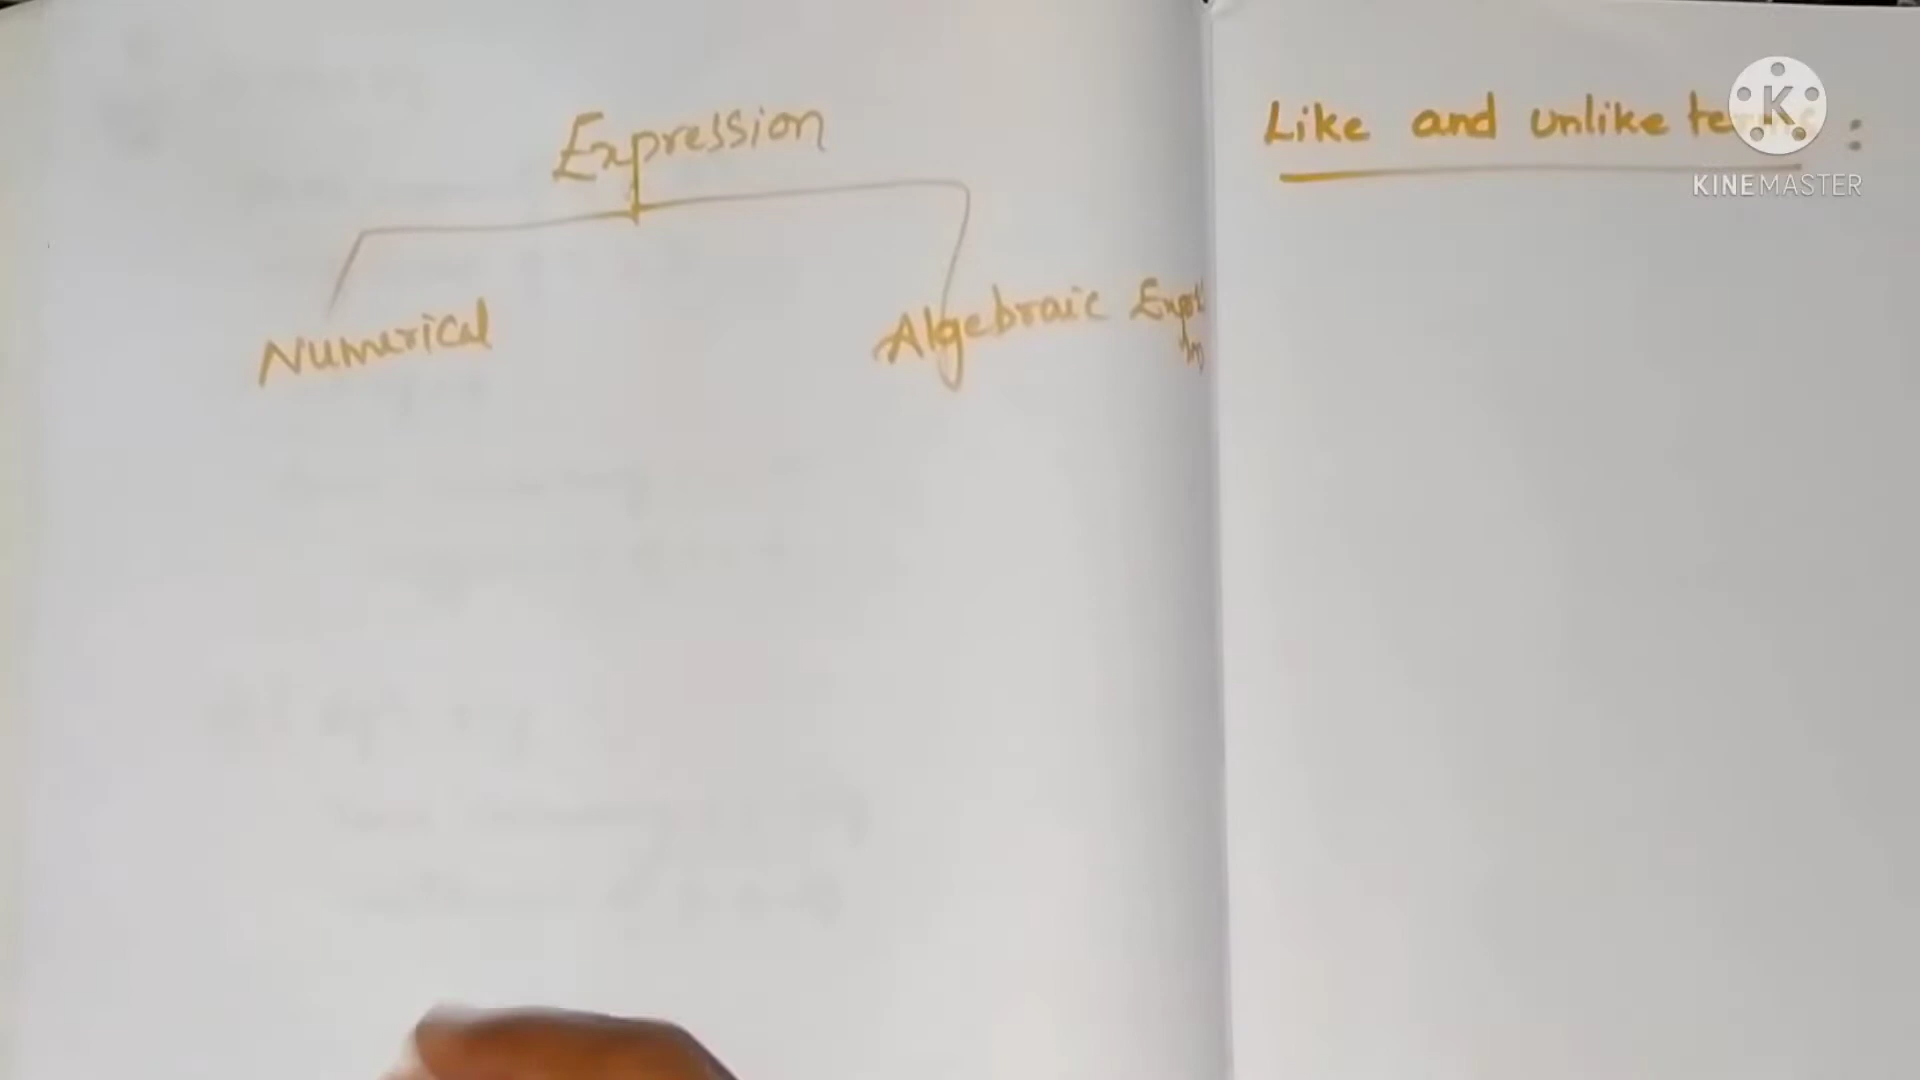 Expression
Numerical
Algebraic
Like and unlike
K
KINEMASTER